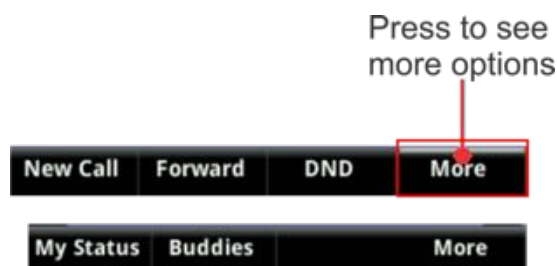 Press to see
more options
New Call Forward DND More
My Status Buddies More